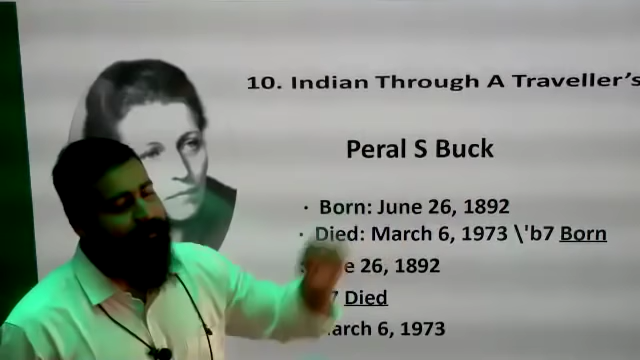 10. Indian Through A Traveller's
Peral S Buck
· Born: June 26, 1892
· Died: March 6, 1973 \'b7 Born
26, 1892
Died
March 6, 1973